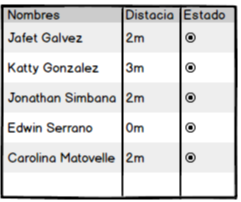 Nombres Distacia Estado
Jafet Galvez 2m
Katty Gonzalez 3m
Jonathan Simbana 2m
Edwin Serrano 0m
Carolina Matovelle 2m